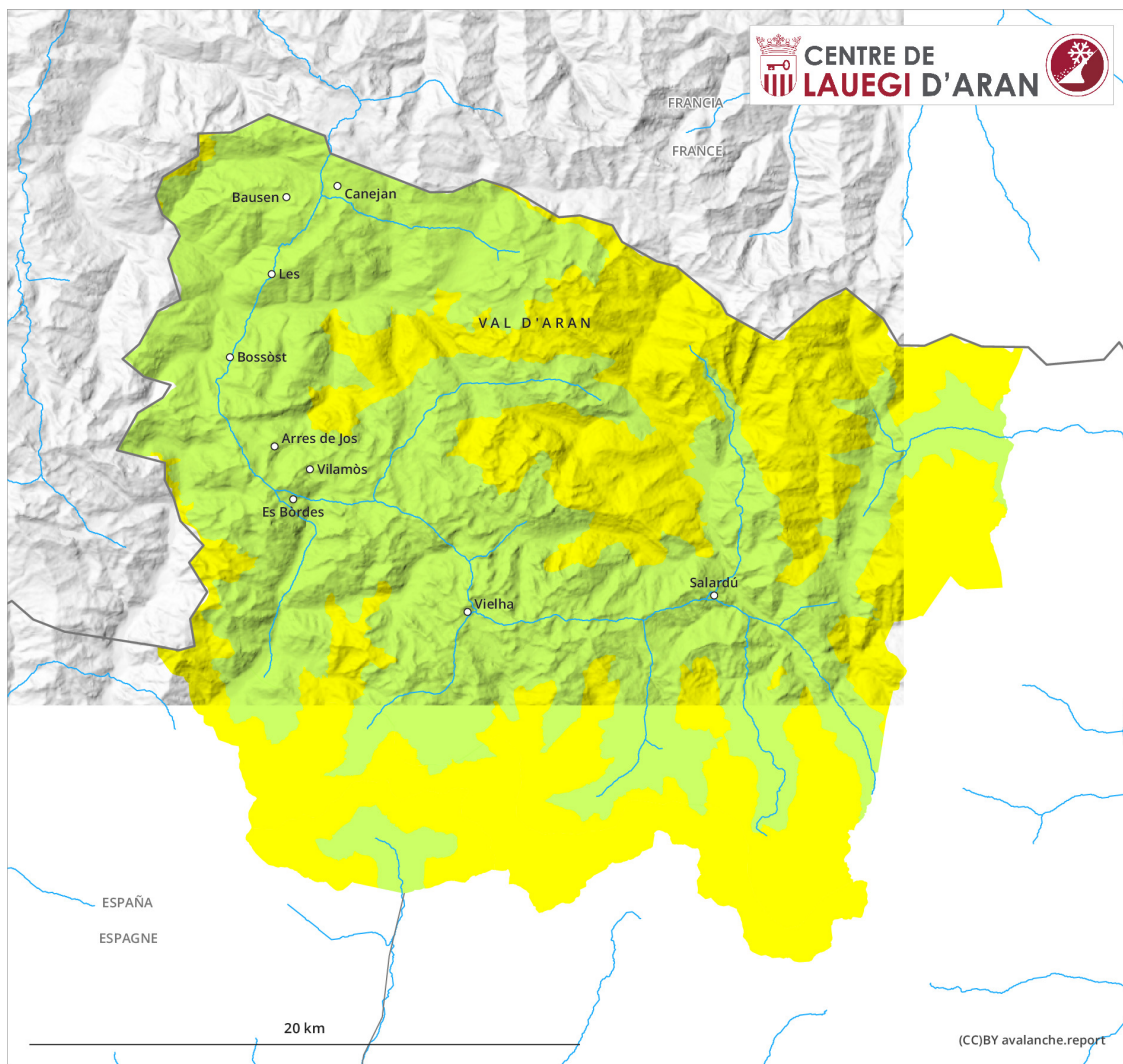 CENTRE DE
LAUEGI D'ARAN
FRANCIA
FRANCE
Bausen
Canejan
Les
VAL D'ARAN
Bossòst
Arres de Jos
Vilamòs
Es Bòrdes
Salardú
Vielha
ESPAÑA
ESPAGNE
20 km
(CC)BY avalanche.report